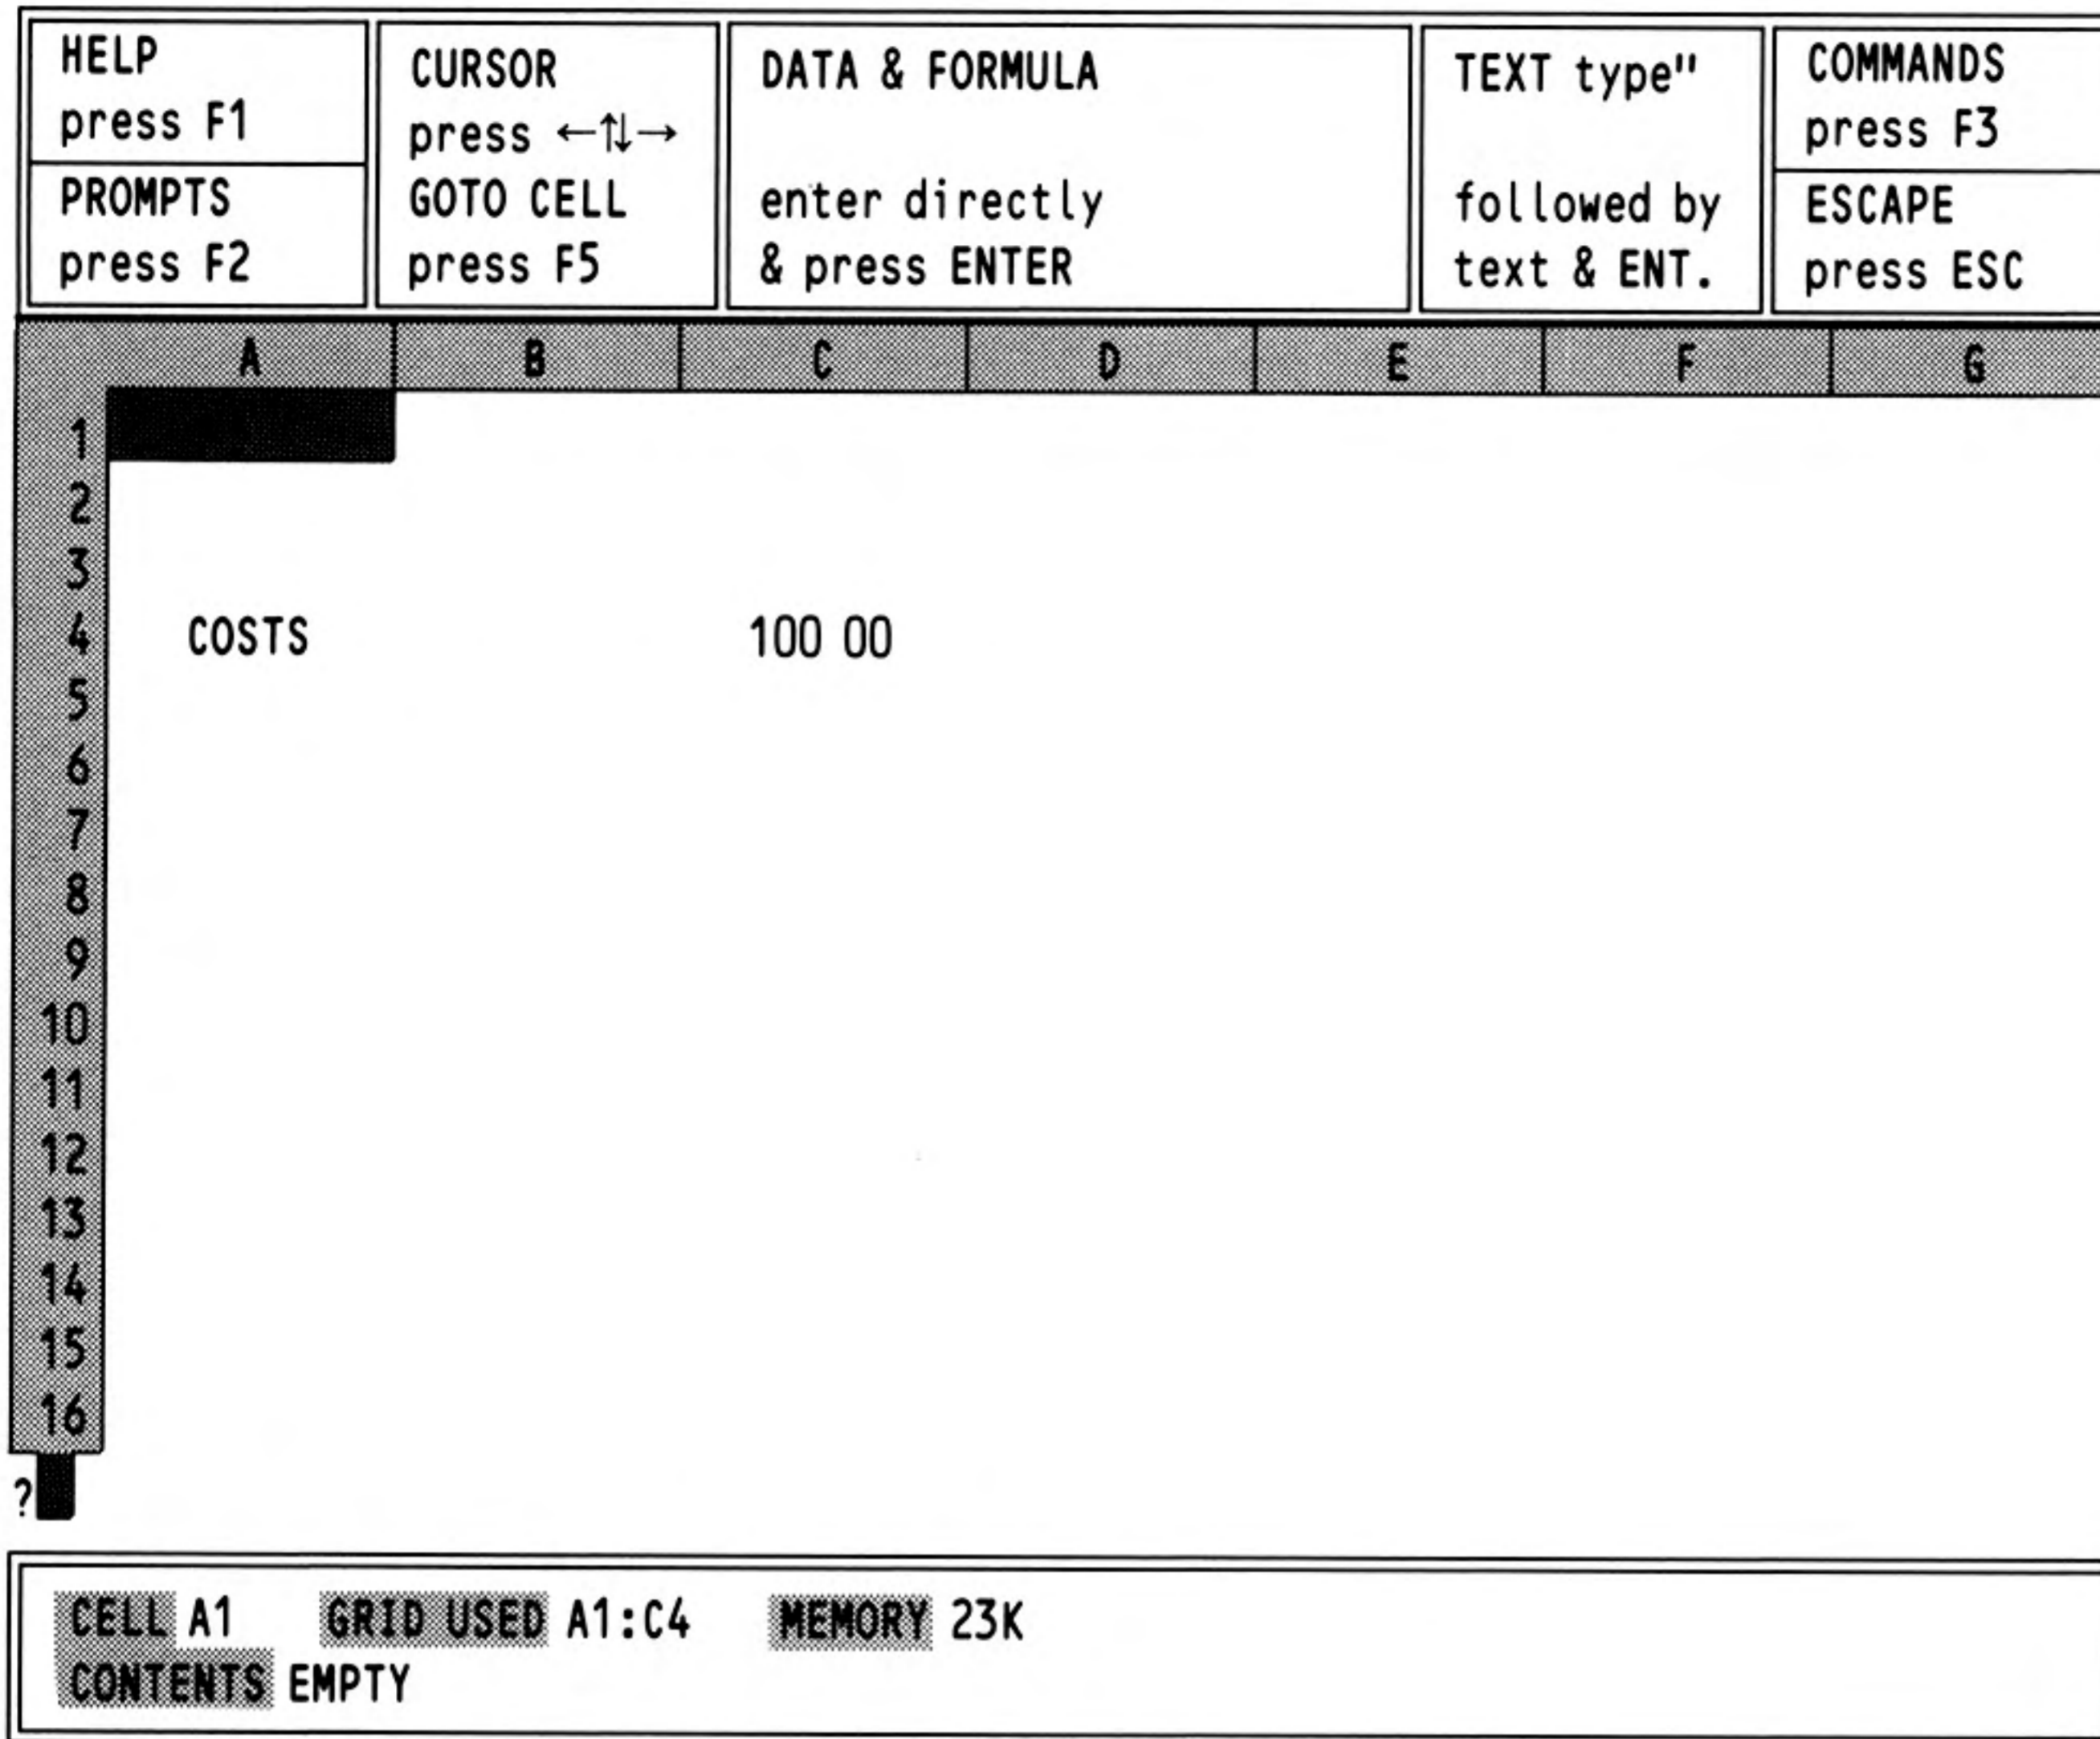 HELP
press F1
PROMPTS
press F2
CURSOR
press ←↑↓→
GOTO CELL
press F5
DATA & FORMULA
enter directly
& press ENTER
TEXT type"
followed by
text & ENT.
COMMANDS
press F3
ESCAPE
press ESC
A B C D E F G
1
2
3
4 COSTS 100 00
5
6
7
8
9
10
11
12
13
14
15
16
?
CELL A1 GRID USED A1:C4 MEMORY 23K
CONTENTS EMPTY